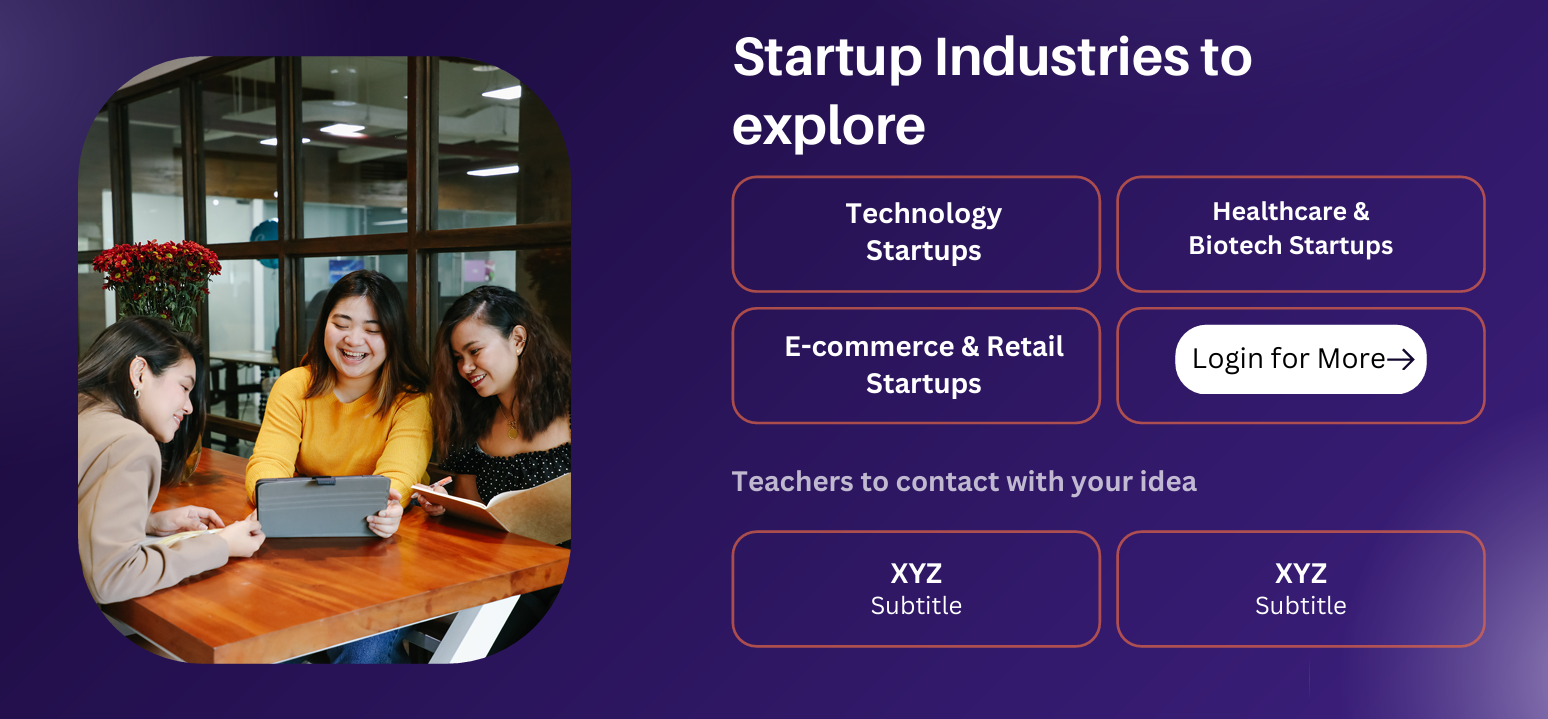 Startup Industries to
explore
Technology
Startups
Healthcare &
Biotech Startups
E-commerce & Retail
Startups
Login for More→
Teachers to contact with your idea
XYZ
Subtitle
XYZ
Subtitle